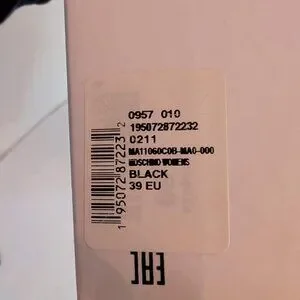 0957 010
195072872232
0211
MA11060C0B-MA0-000
MOSCHINO WOMENS
BLACK
39 EU
1 95072 87223 2
EAC